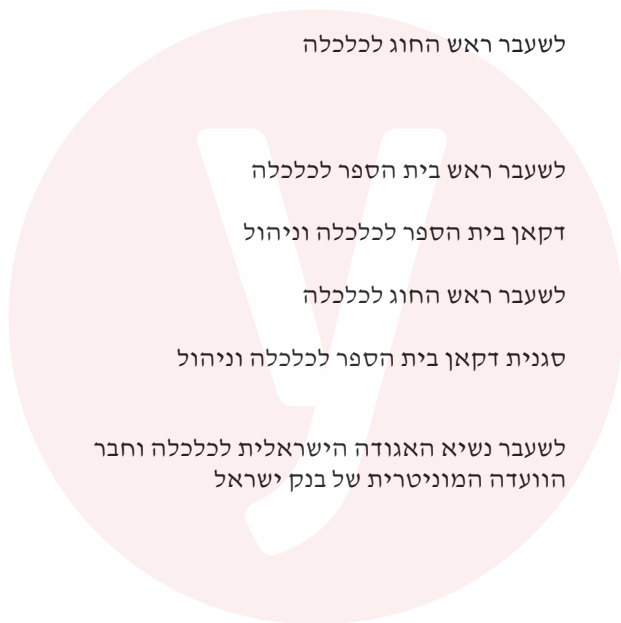 לשעבר ראש החוג לכלכלה
לשעבר ראש בית הספר לכלכלה
דקאן בית הספר לכלכלה וניהול
לשעבר ראש החוג לכלכלה
סגנית דקאן בית הספר לכלכלה וניהול
לשעבר נשיא האגודה הישראלית לכלכלה וחבר
הוועדה המוניטרית של בנק ישראל
y